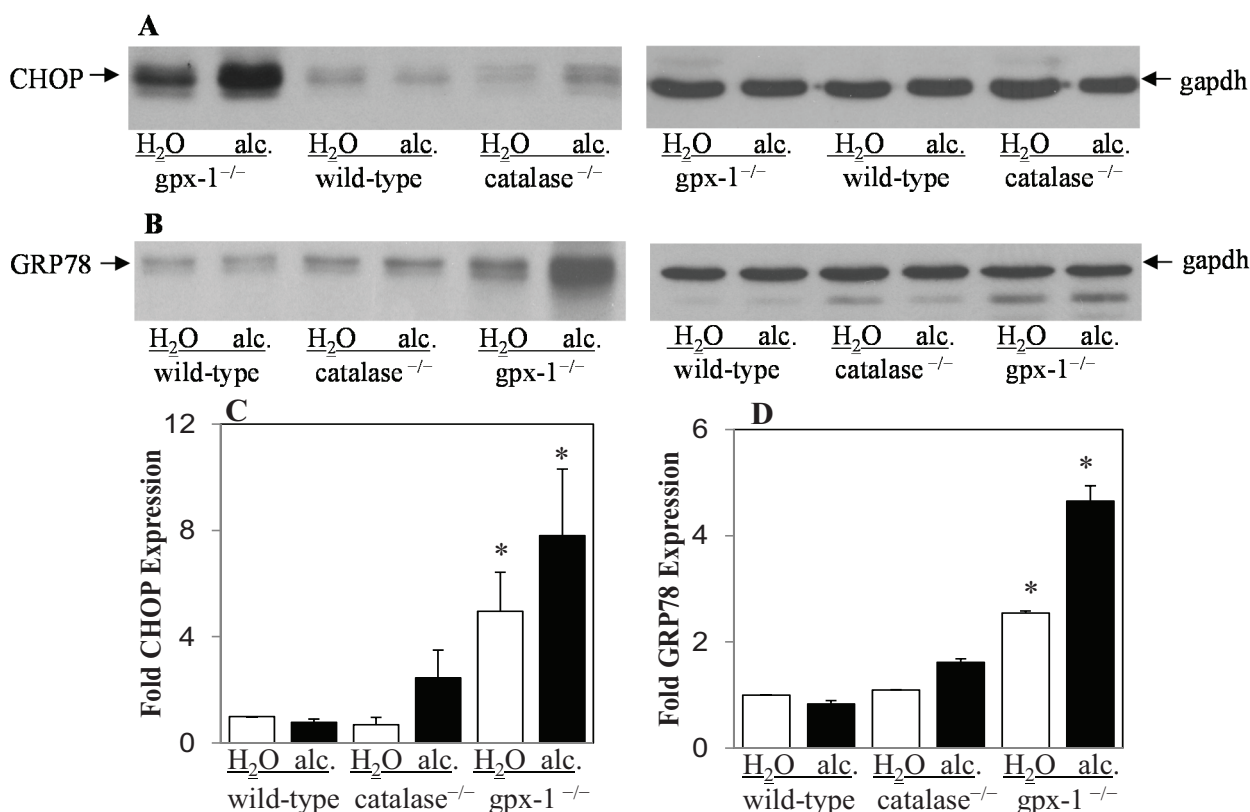 A
CHOP
gapdh
H₂O alc. H₂O alc. H₂O alc. H₂O alc. H₂O alc. H₂O alc.
gpx-1⁻/⁻ wild-type catalase⁻/⁻ gpx-1⁻/⁻ wild-type catalase⁻/⁻
B
GRP78
gapdh
H₂O alc. H₂O alc. H₂O alc. H₂O alc. H₂O alc. H₂O alc.
wild-type catalase⁻/⁻ gpx-1⁻/⁻ wild-type catalase⁻/⁻ gpx-1⁻/⁻
C
Fold CHOP Expression
12
8
4
0
*
*
H₂O alc. H₂O alc. H₂O alc.
wild-type catalase⁻/⁻ gpx-1⁻/⁻
D
Fold GRP78 Expression
6
4
2
0
*
*
H₂O alc. H₂O alc. H₂O alc.
wild-type catalase⁻/⁻ gpx-1⁻/⁻